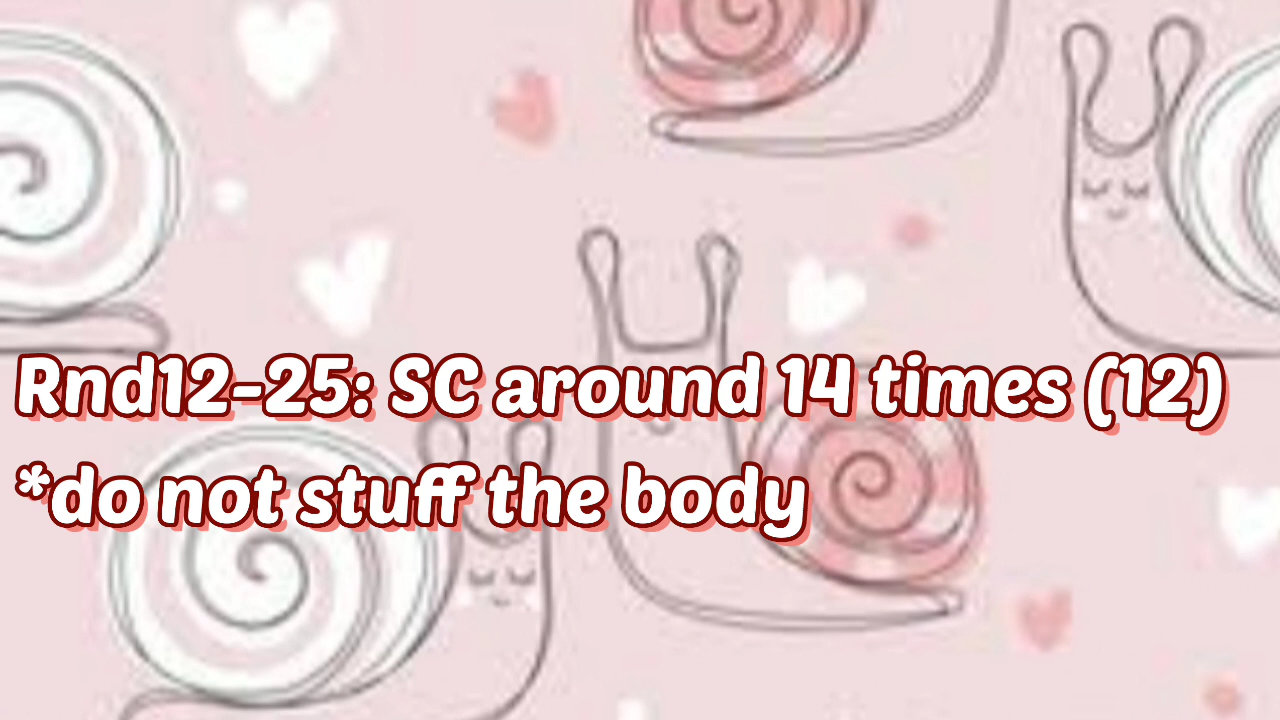 Rnd12-25: SC around 14 times (12)
*do not stuff the body